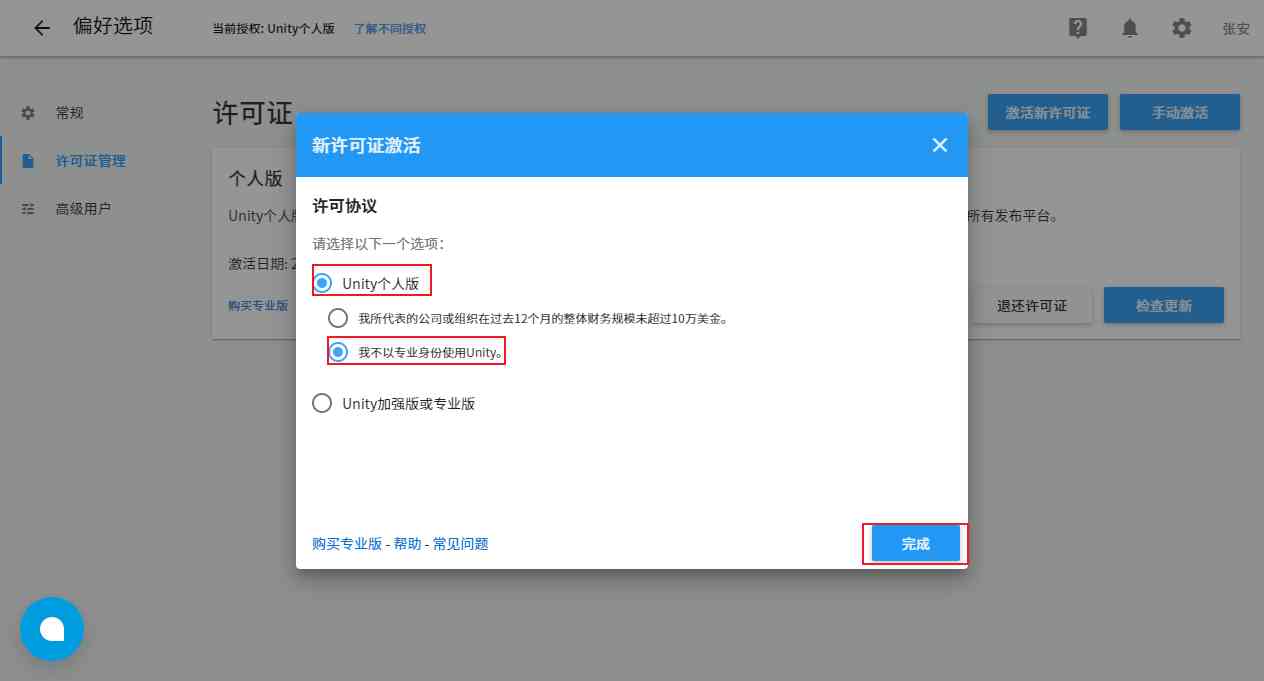 偏好选项
当前授权: Unity个人版 了解不同授权
张安
常规
许可证管理
高级用户
许可证
激活新许可证
手动激活
个人版
Unity个人
所有发布平台。
激活日期: 2
购买专业版
退还许可证
检查更新
新许可证激活
许可协议
请选择以下一个选项：
Unity个人版
我所代表的公司或组织在过去12个月的整体财务规模未超过10万美金。
我不以专业身份使用Unity。
Unity加强版或专业版
购买专业版 - 帮助 - 常见问题
完成